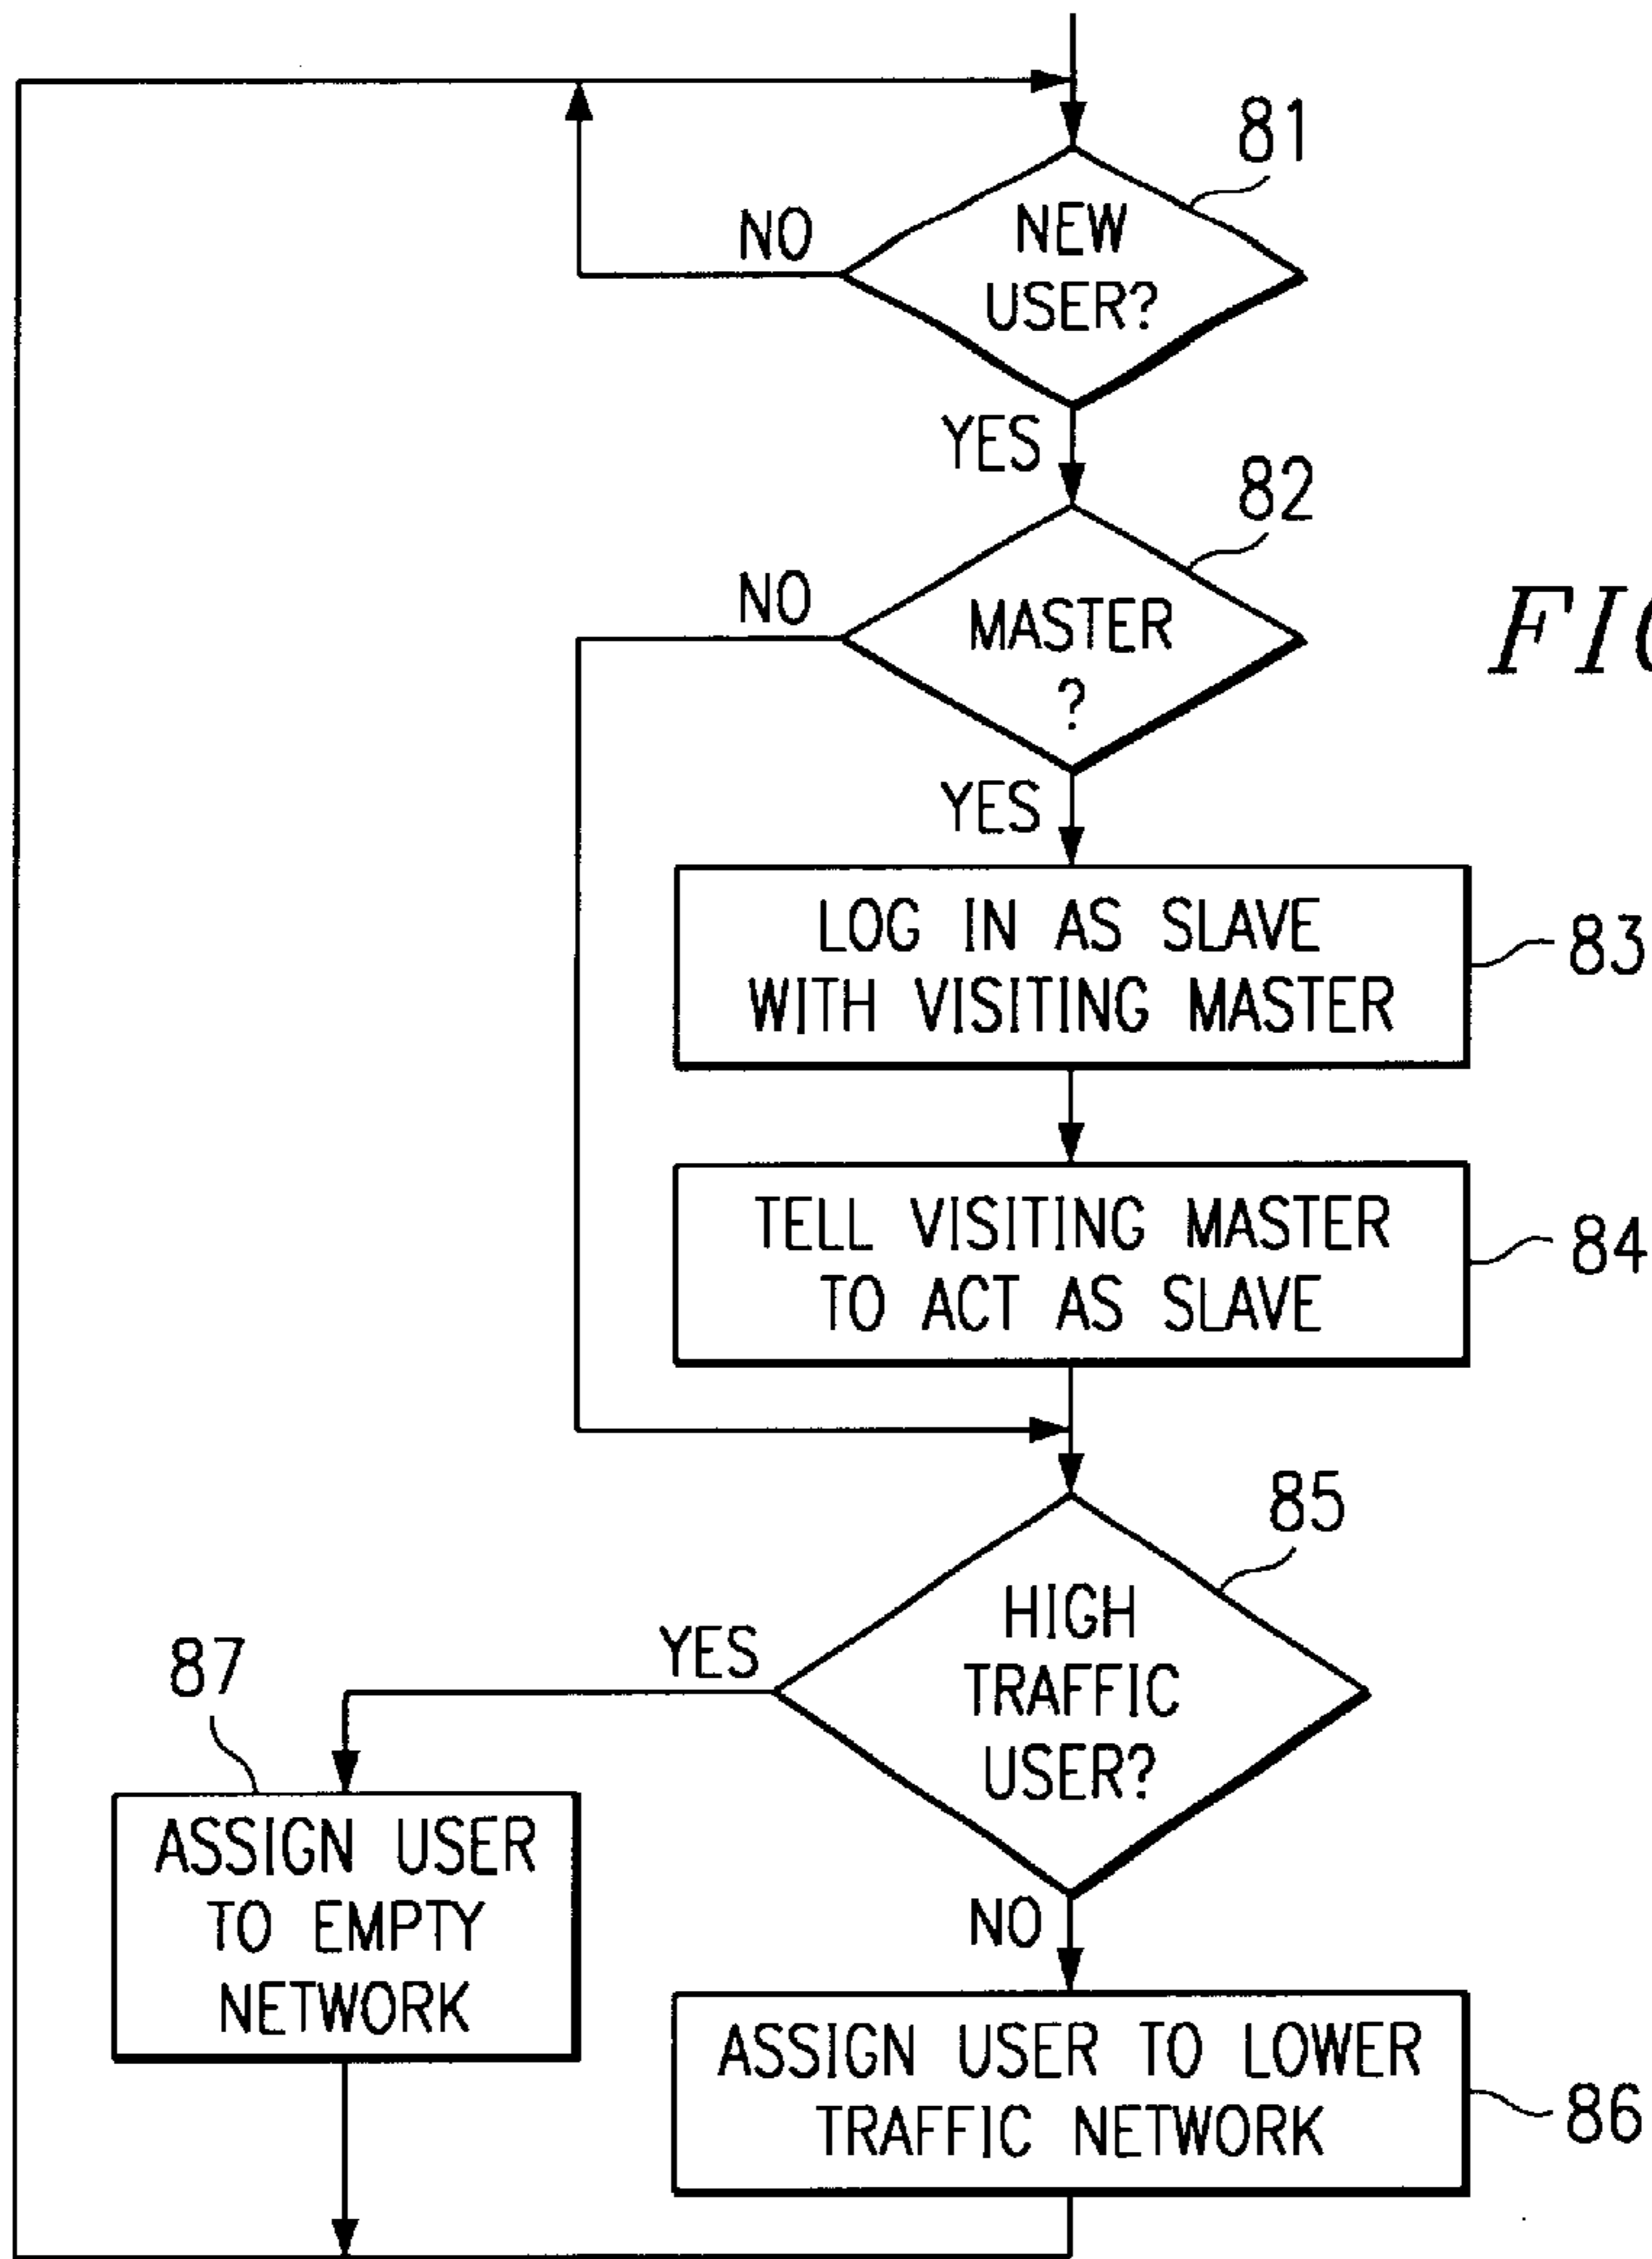 81
NEW
USER?
NO
YES
82
NO
MASTER
?
FIG
YES
LOG IN AS SLAVE
WITH VISITING MASTER
83
TELL VISITING MASTER
TO ACT AS SLAVE
84
85
HIGH
TRAFFIC
USER?
YES
87
ASSIGN USER
TO EMPTY
NETWORK
NO
ASSIGN USER TO LOWER
TRAFFIC NETWORK
86